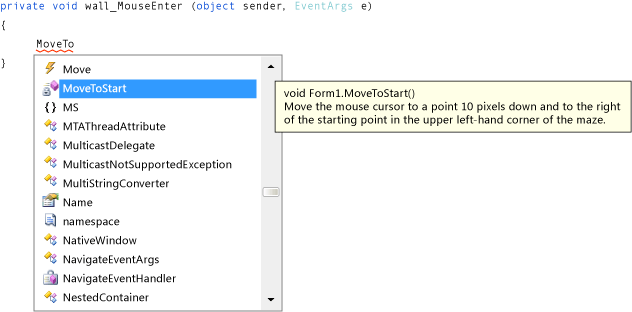 private void wall_MouseEnter (object sender, EventArgs e)
{
MoveTo
}
Move
MoveToStart
{ } MS
MTAThreadAttribute
MulticastDelegate
MulticastNotSupportedException
MultiStringConverter
Name
namespace
NativeWindow
NavigateEventArgs
NavigateEventHandler
NestedContainer
void Form1.MoveToStart()
Move the mouse cursor to a point 10 pixels down and to the right
of the starting point in the upper left-hand corner of the maze.